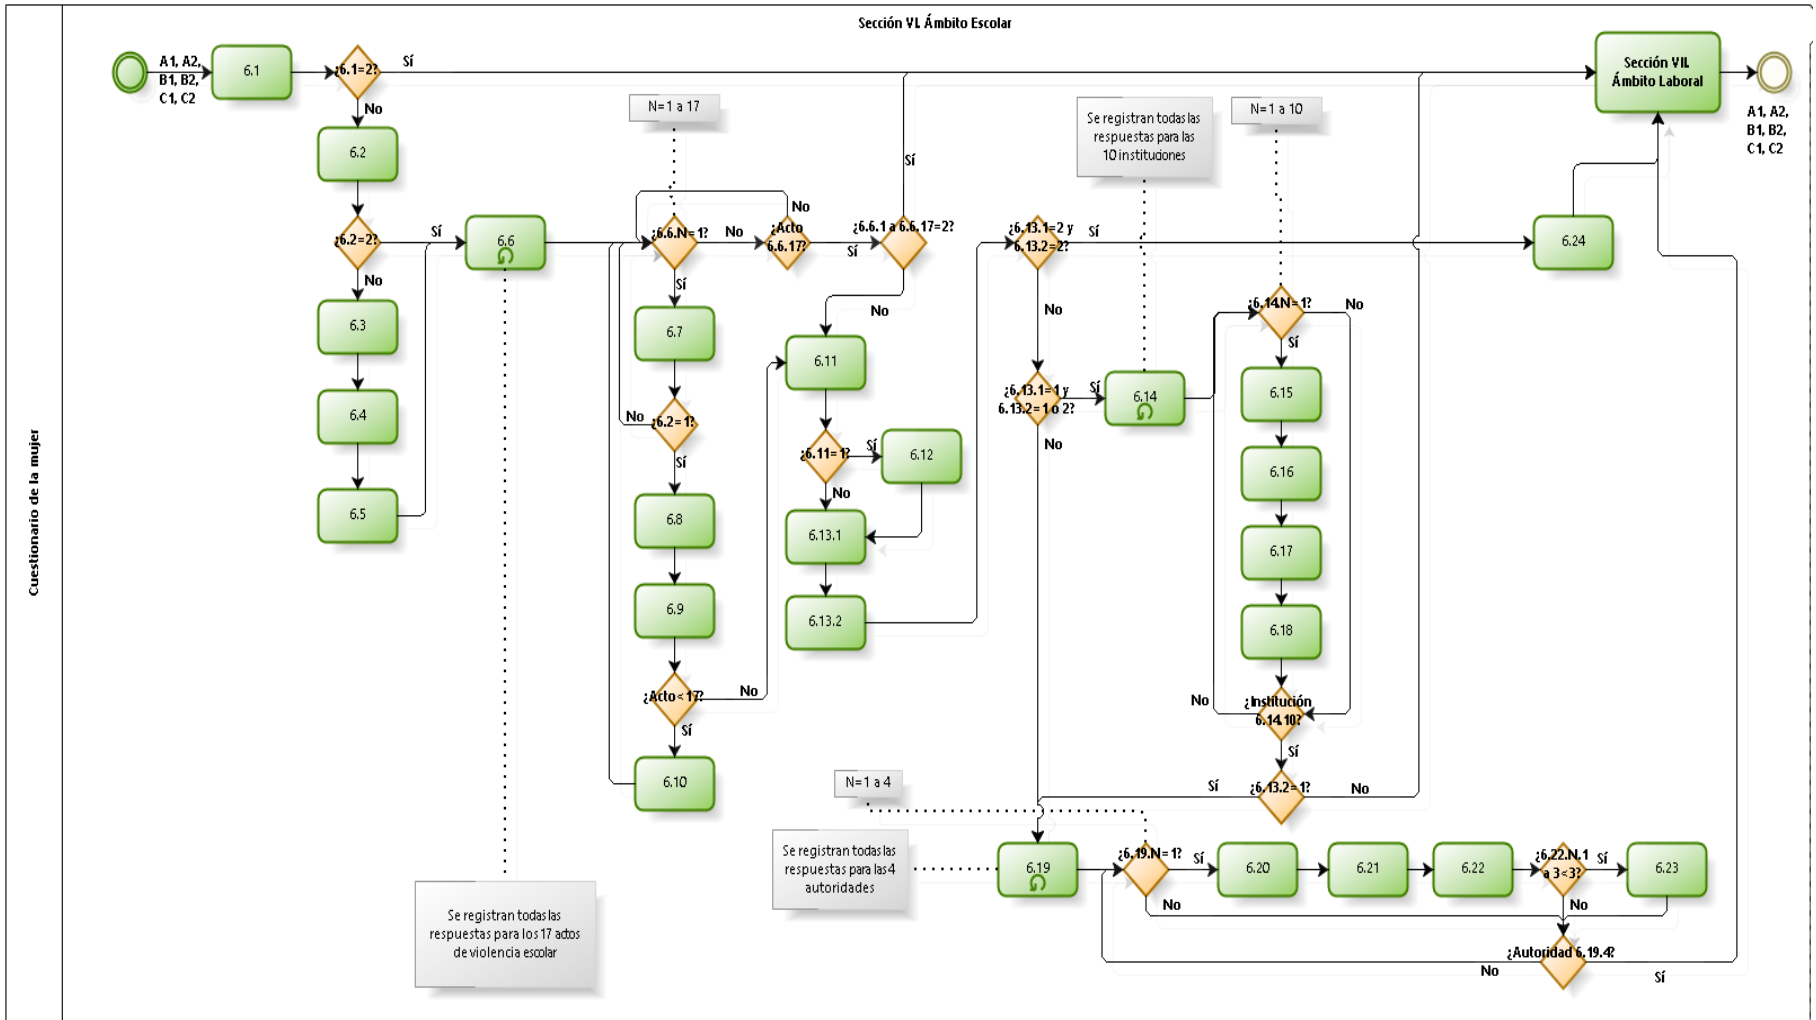 Sección VI. Ámbito Escolar
Cuestionario de la mujer
A1, A2,
B1, B2,
C1, C2
6.1
¿6.1=2?
Sí
No
6.2
¿6.2=2?
Sí
No
6.3
6.4
6.5
6.6
Se registran todas las
respuestas para los 17 actos
de violencia escolar
N= 1 a 17
¿6.6.N= 1?
No
Sí
¿Acto
6.6.17?
No
Sí
¿6.6.1 a 6.6.17=2?
Sí
No
6.7
¿6.2= 1?
No
Sí
6.8
6.9
¿Acto< 17?
No
Sí
6.10
6.11
¿6.11= 1?
Sí
No
6.12
6.13.1
6.13.2
¿6.13.1=2 y
6.13.2=2?
Sí
No
¿6.13.1= 1 y
6.13.2= 1 o 2?
Sí
No
Se registran todas las
respuestas para las
10 instituciones
6.14
N= 1 a 10
¿6.14.N= 1?
No
Sí
6.15
6.16
6.17
6.18
¿Institución
6.14.10?
No
Sí
¿6.13.2= 1?
Sí
No
N= 1 a 4
Se registran todas las
respuestas para las 4
autoridades
6.19
¿6.19.N= 1?
Sí
No
6.20
6.21
6.22
¿6.22.N.1
a 3<3?
Sí
No
6.23
¿Autoridad 6.19.4?
No
Sí
6.24
Sección VII.
Ámbito Laboral
A1, A2,
B1, B2,
C1, C2